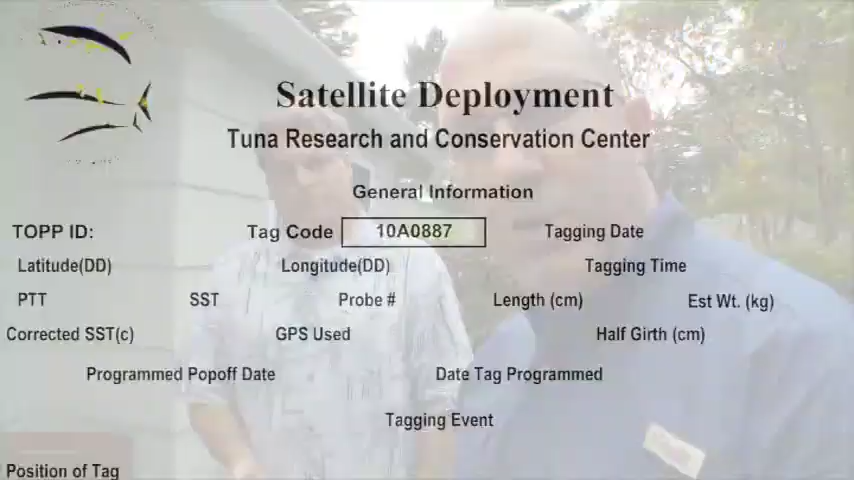 Satellite Deployment
Tuna Research and Conservation Center
General Information
TOPP ID: Tag Code 10A0887 Tagging Date
Latitude(DD) Longitude(DD) Tagging Time
PTT SST Probe # Length (cm) Est Wt. (kg)
Corrected SST(c) GPS Used Half Girth (cm)
Programmed Popoff Date Date Tag Programmed
Tagging Event
Position of Tag